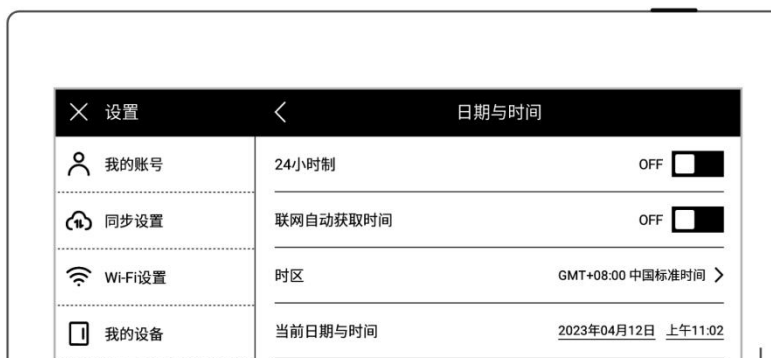 设置
日期与时间
我的账号
24小时制 OFF
同步设置
联网自动获取时间 OFF
Wi-Fi设置
时区 GMT+08:00 中国标准时间
我的设备
当前日期与时间 2023年04月12日 上午11:02